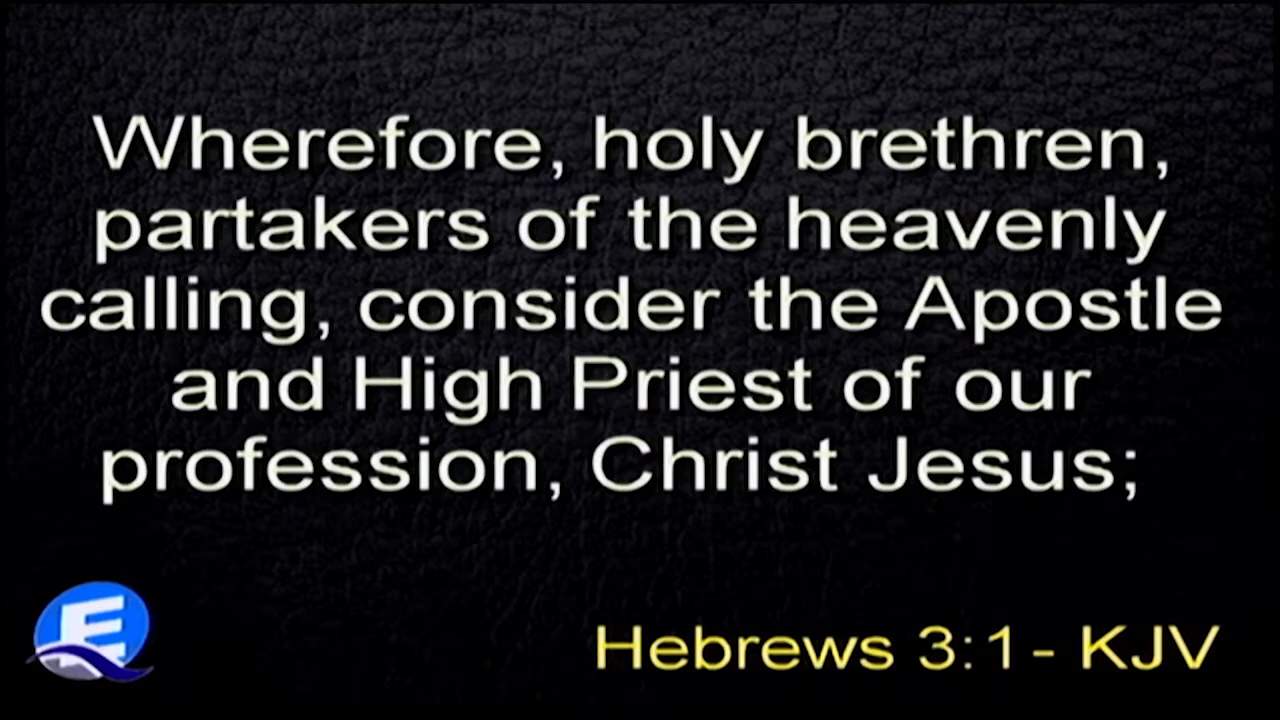 Wherefore, holy brethren,
partakers of the heavenly
calling, consider the Apostle
and High Priest of our
profession, Christ Jesus;
E
Hebrews 3:1 - KJV